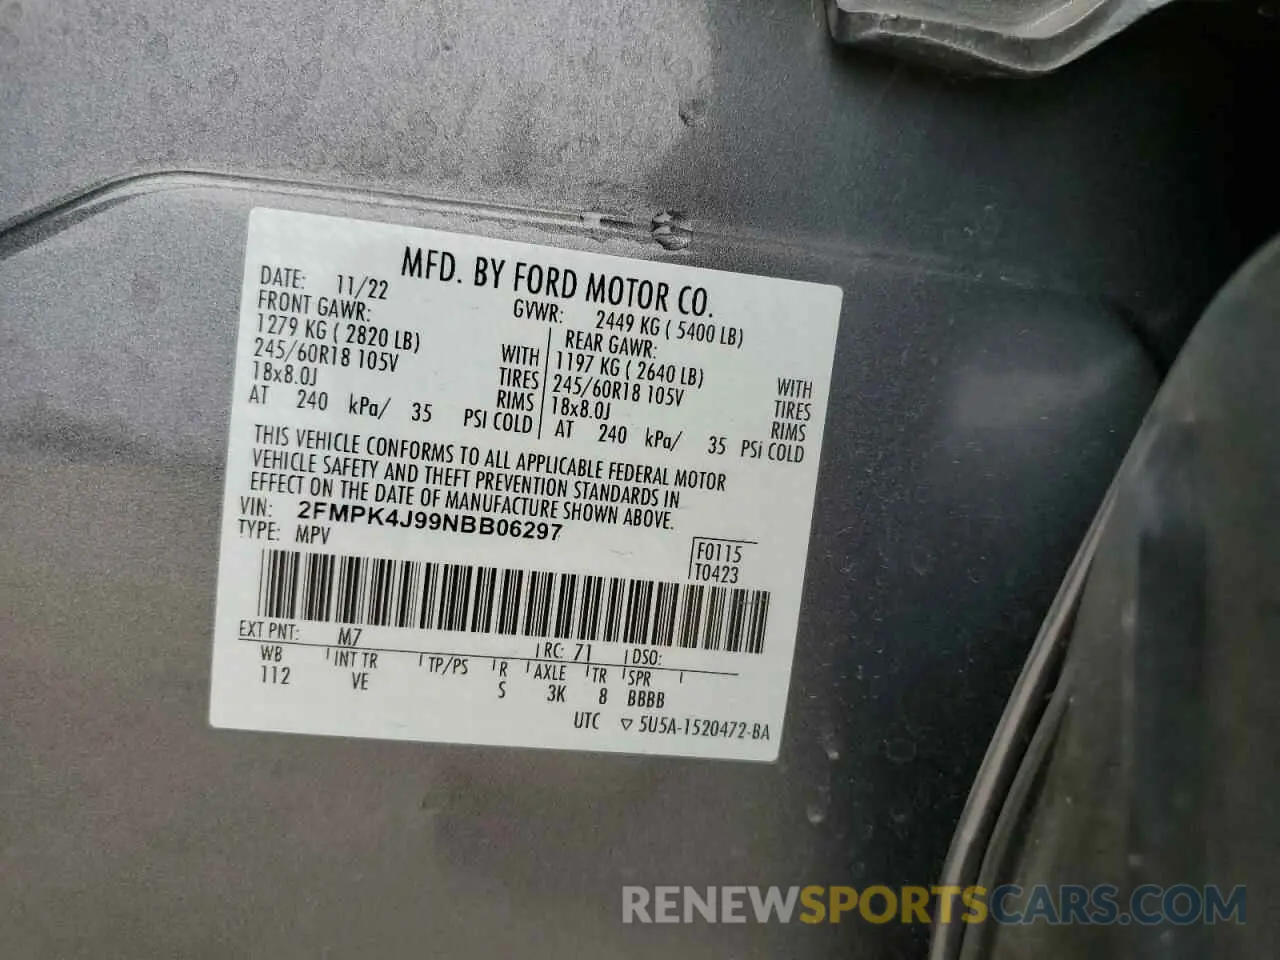 MFD. BY FORD MOTOR CO.
DATE: 11/22 GVWR: 2449 KG ( 5400 LB)
FRONT GAWR: REAR GAWR:
1279 KG ( 2820 LB) WITH 1197 KG ( 2640 LB) WITH
245/60R18 105V TIRES 245/60R18 105V TIRES
18x8.0J RIMS 18x8.0J RIMS
AT 240 kPa/ 35 PSI COLD AT 240 kPa/ 35 PSi COLD
THIS VEHICLE CONFORMS TO ALL APPLICABLE FEDERAL MOTOR
VEHICLE SAFETY AND THEFT PREVENTION STANDARDS IN
EFFECT ON THE DATE OF MANUFACTURE SHOWN ABOVE.
VIN: 2FMPK4J99NBB06297
TYPE: MPV
F0115
T0423
EXT PNT: M7 RC: 71 DSO:
WB INT TR TP/PS R AXLE TR SPR
112 VE S 3K 8 BBBB
UTC ▽ 5U5A-1520472-BA
RENEWSPORTSCARS.COM